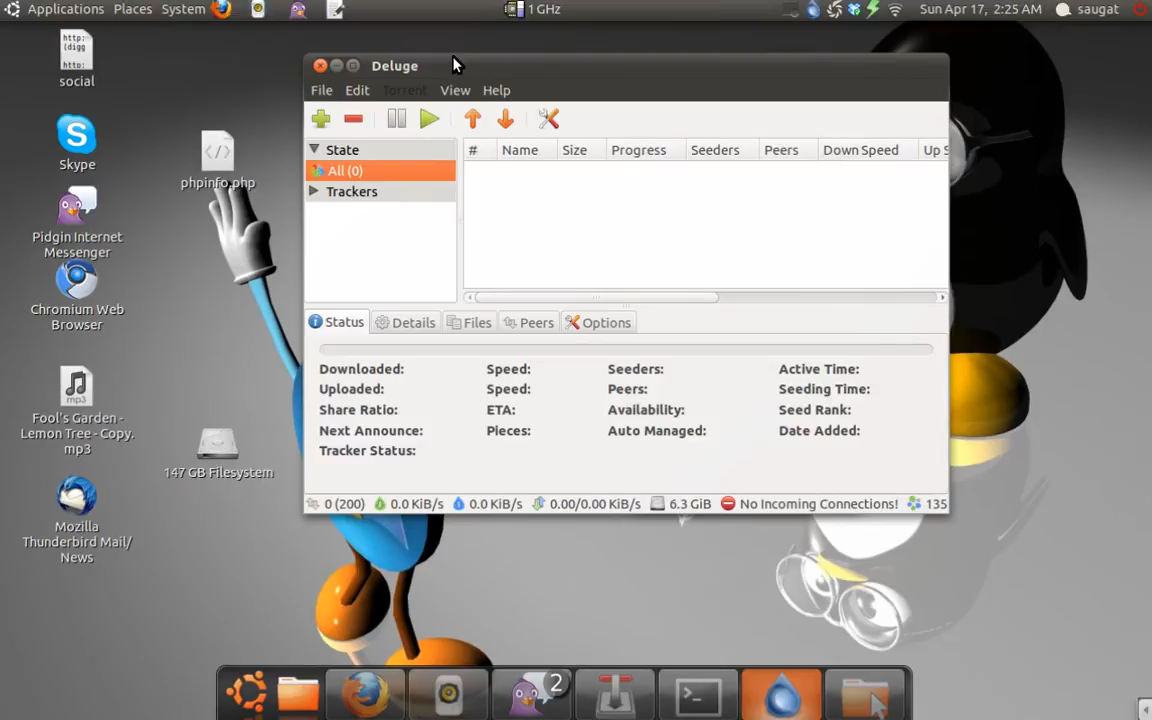 Applications Places System 1 GHz Sun Apr 17, 2:25 AM saugat
http:
(digg
http:
social
Skype
phpinfo.php
Pidgin Internet
Messenger
Chromium Web
Browser
mp3
Fool's Garden -
Lemon Tree - Copy.
mp3
147 GB Filesystem
Mozilla
Thunderbird Mail/
News
Deluge
File Edit Torrent View Help
State
All (0)
Trackers
# Name Size Progress Seeders Peers Down Speed Up S
Status Details Files Peers Options
Downloaded: Speed: Seeders: Active Time:
Uploaded: Speed: Peers: Seeding Time:
Share Ratio: ETA: Availability: Seed Rank:
Next Announce: Pieces: Auto Managed: Date Added:
Tracker Status:
0 (200) 0.0 KiB/s 0.0 KiB/s 0.00/0.00 KiB/s 6.3 GiB No Incoming Connections! 135
2